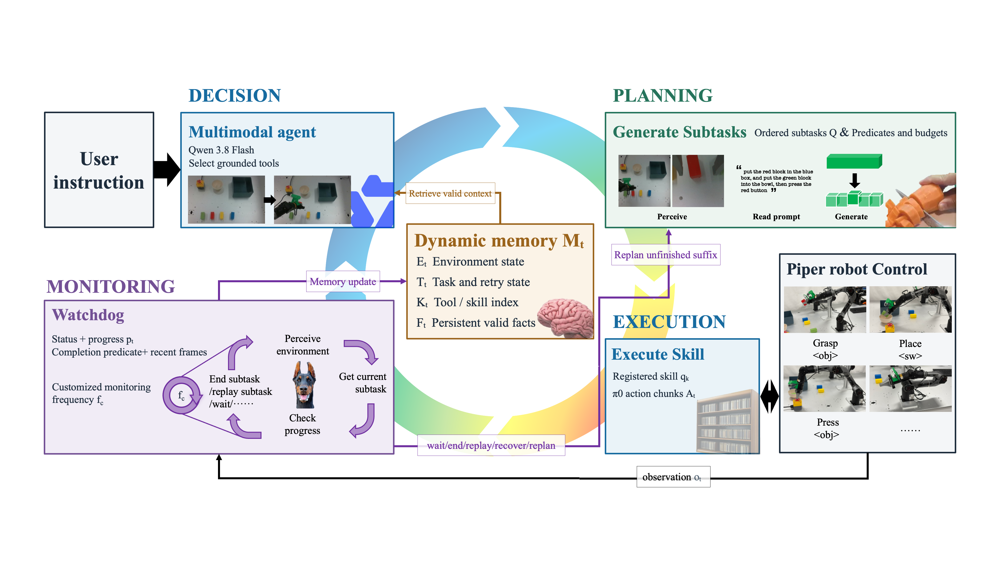 DECISION
PLANNING
User
instruction
Multimodal agent
Qwen 3.8 Flash
Select grounded tools
Generate Subtasks
Ordered subtasks Q & Predicates and budgets
“ put the red block in the blue
box, and put the green block
into the bowl, then press the
red button ”
Perceive
Read prompt
Generate
Retrieve valid context
Dynamic memory Mt
Et Environment state
Tt Task and retry state
Kt Tool / skill index
Ft Persistent valid facts
Replan unfinished suffix
Memory update
MONITORING
Watchdog
Status + progress pt
Completion predicate+ recent frames
Customized monitoring
frequency fc
fc
Perceive
environment
Get current
subtask
Check
progress
End subtask
/replay subtask
/wait/······
wait/end/replay/recover/replan
EXECUTION
Execute Skill
Registered skill qk
π0 action chunks At
Piper robot Control
Grasp
<obj>
Place
<sw>
Press
<obj>
······
observation ot